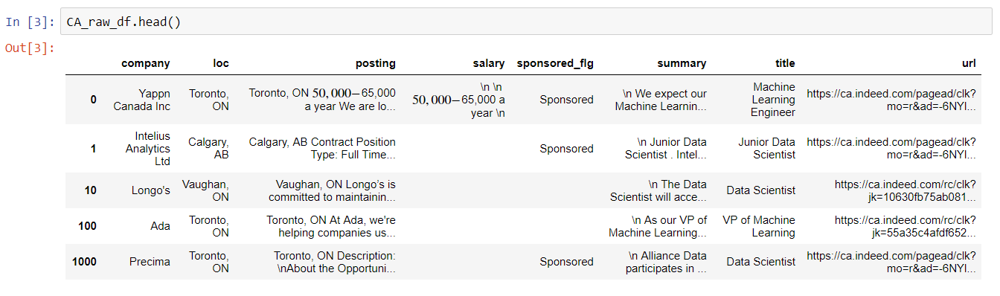 In [3]: CA_raw_df.head()
Out[3]:
company loc posting salary sponsored_flg summary title url
0 Yappn Canada Inc Toronto, ON Toronto, ON 50,000−65,000 a year We are lo... \n \n 50,000−65,000 a year \n Sponsored \n We expect our Machine Learnin... Machine Learning Engineer https://ca.indeed.com/pagead/clk?mo=r&ad=-6NYl...
1 Intelius Analytics Ltd Calgary, AB Calgary, AB Contract Position Type: Full Time... Sponsored \n Junior Data Scientist . Intel... Junior Data Scientist https://ca.indeed.com/pagead/clk?mo=r&ad=-6NYl...
10 Longo's Vaughan, ON Vaughan, ON Longo’s is committed to maintainin... \n The Data Scientist will acce... Data Scientist https://ca.indeed.com/rc/clk?jk=10630fb75ab081...
100 Ada Toronto, ON Toronto, ON At Ada, we're helping companies us... \n As our VP of Machine Learning... VP of Machine Learning https://ca.indeed.com/rc/clk?jk=55a35c4afdf652...
1000 Precima Toronto, ON Toronto, ON Description: \nAbout the Opportuni... Sponsored \n Alliance Data participates in ... Data Scientist https://ca.indeed.com/pagead/clk?mo=r&ad=-6NYl...